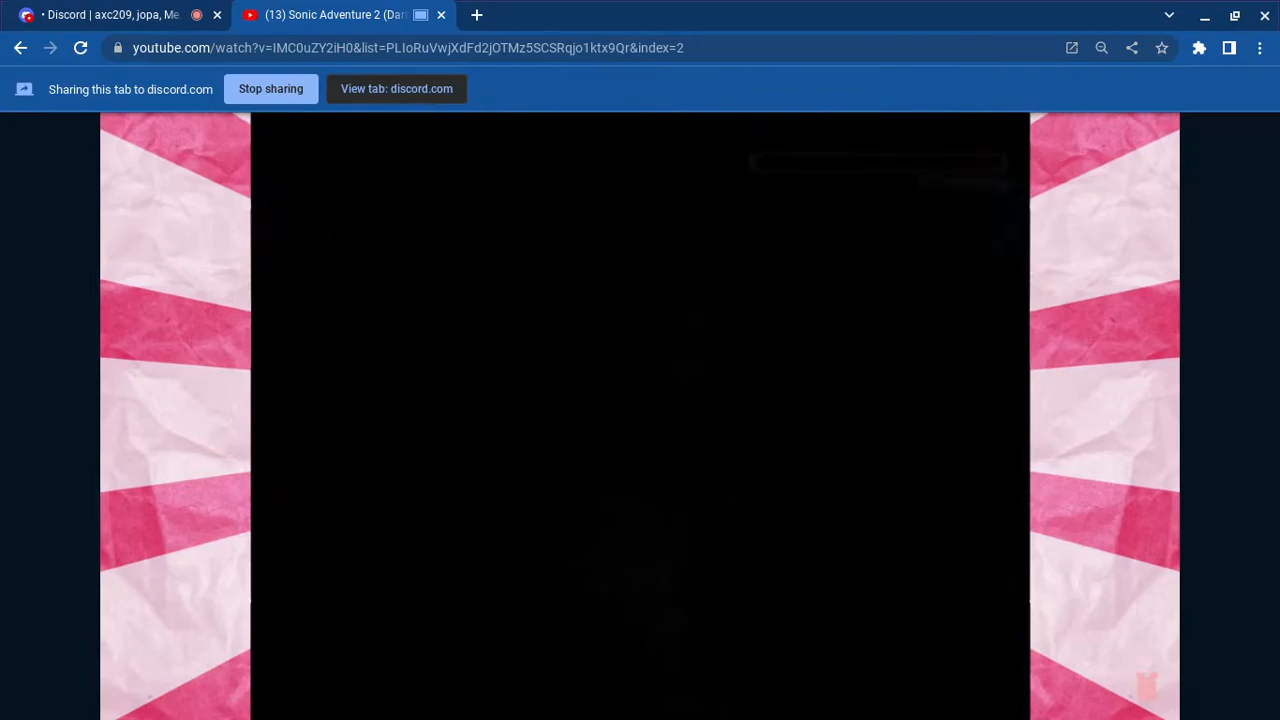 • Discord | axc209, jopa, Me
(13) Sonic Adventure 2 (Dar
youtube.com/watch?v=IMC0uZY2iH0&list=PLIoRuVwjXdFd2jOTMz5SCSRqjo1ktx9Qr&index=2
Sharing this tab to discord.com
Stop sharing
View tab: discord.com